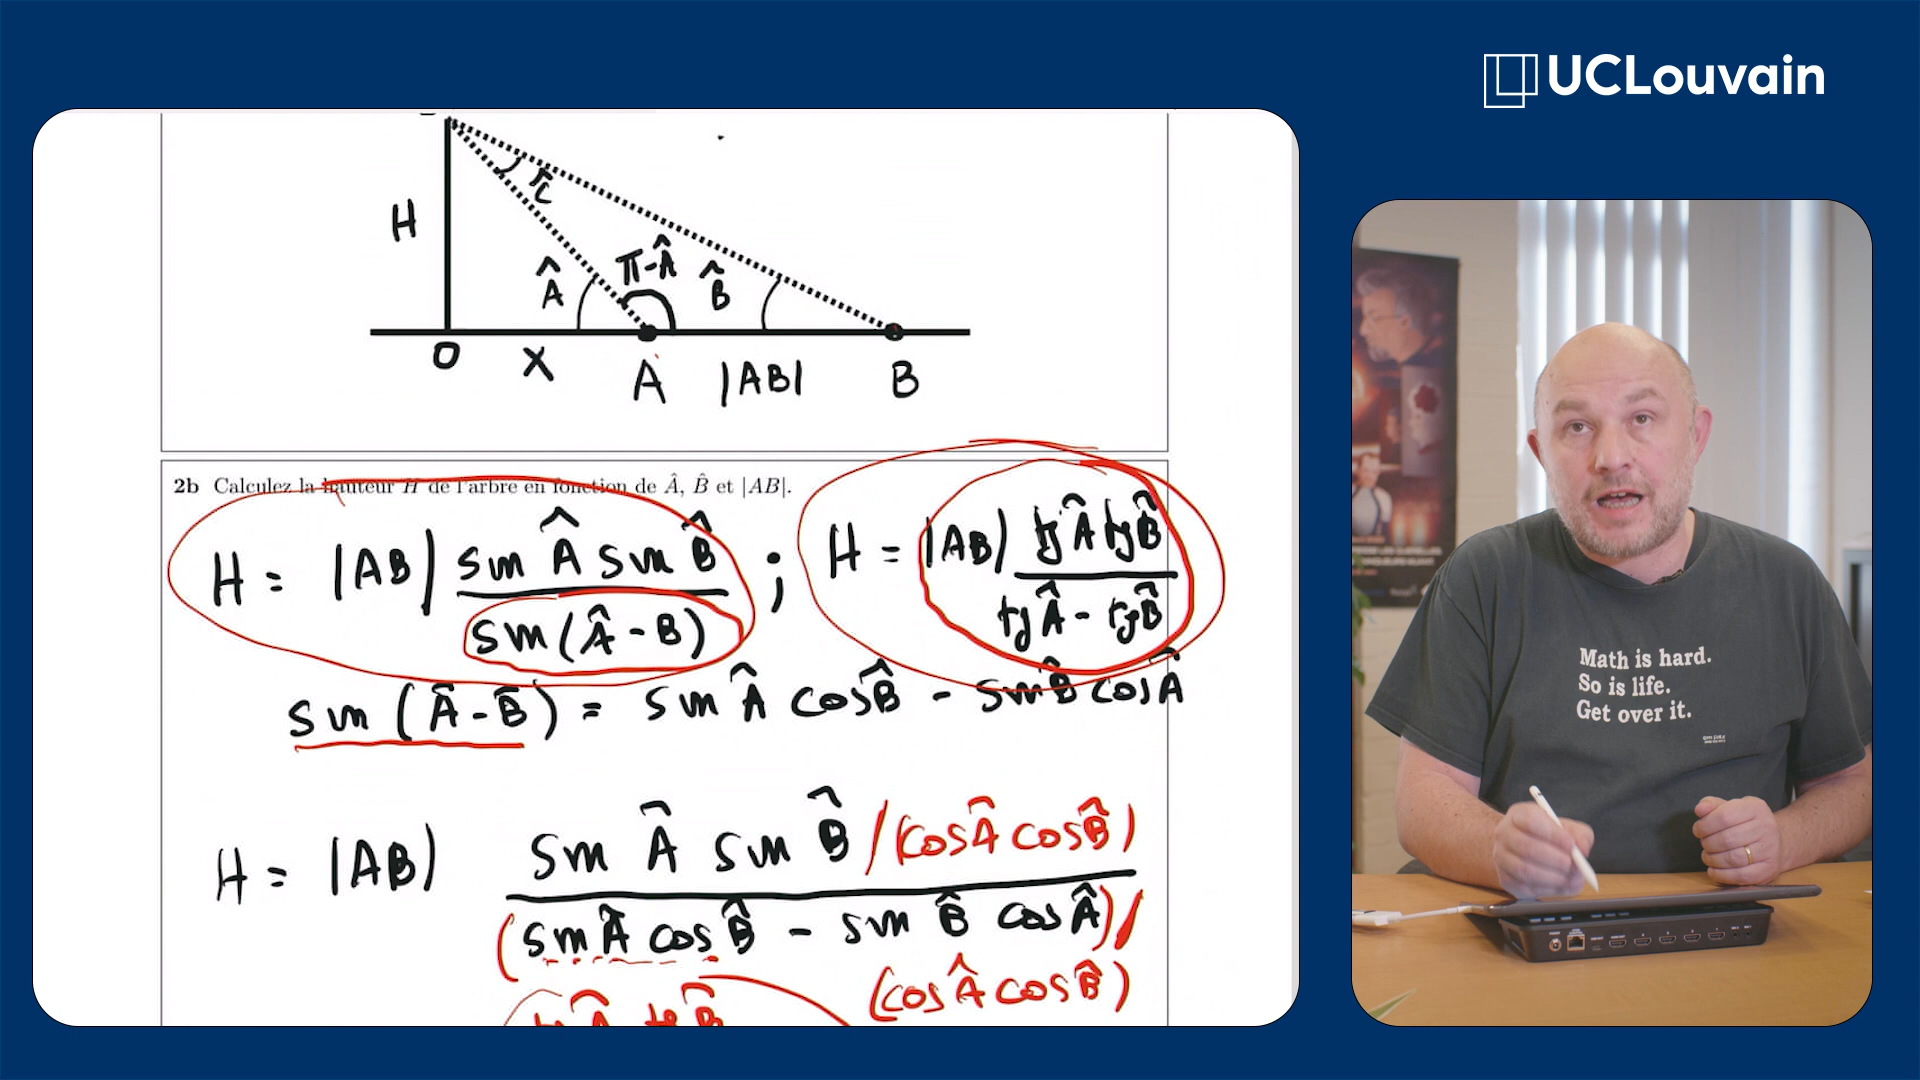 UCLouvain
C
H
Â π-Â B̂
O X A |AB| B
2b Calculez la hauteur H de l'arbre en fonction de Â, B̂ et |AB|.
H = |AB| sin Â sin B̂ / sin(Â - B) ; H = |AB| tg Â tg B̂ / tg Â - tg B̂
sin (Â - B̂) = sin Â cos B̂ - sin B̂ cos Â
H = |AB| sin Â sin B̂ /(cos Â cos B̂)
(sin Â cos B̂ - sin B̂ cos Â)/
(cos Â cos B̂)
tg Â tg B̂
Math is hard.
So is life.
Get over it.